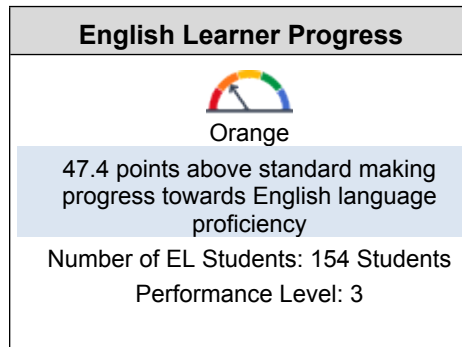 English Learner Progress
Orange
47.4 points above standard making
progress towards English language
proficiency
Number of EL Students: 154 Students
Performance Level: 3